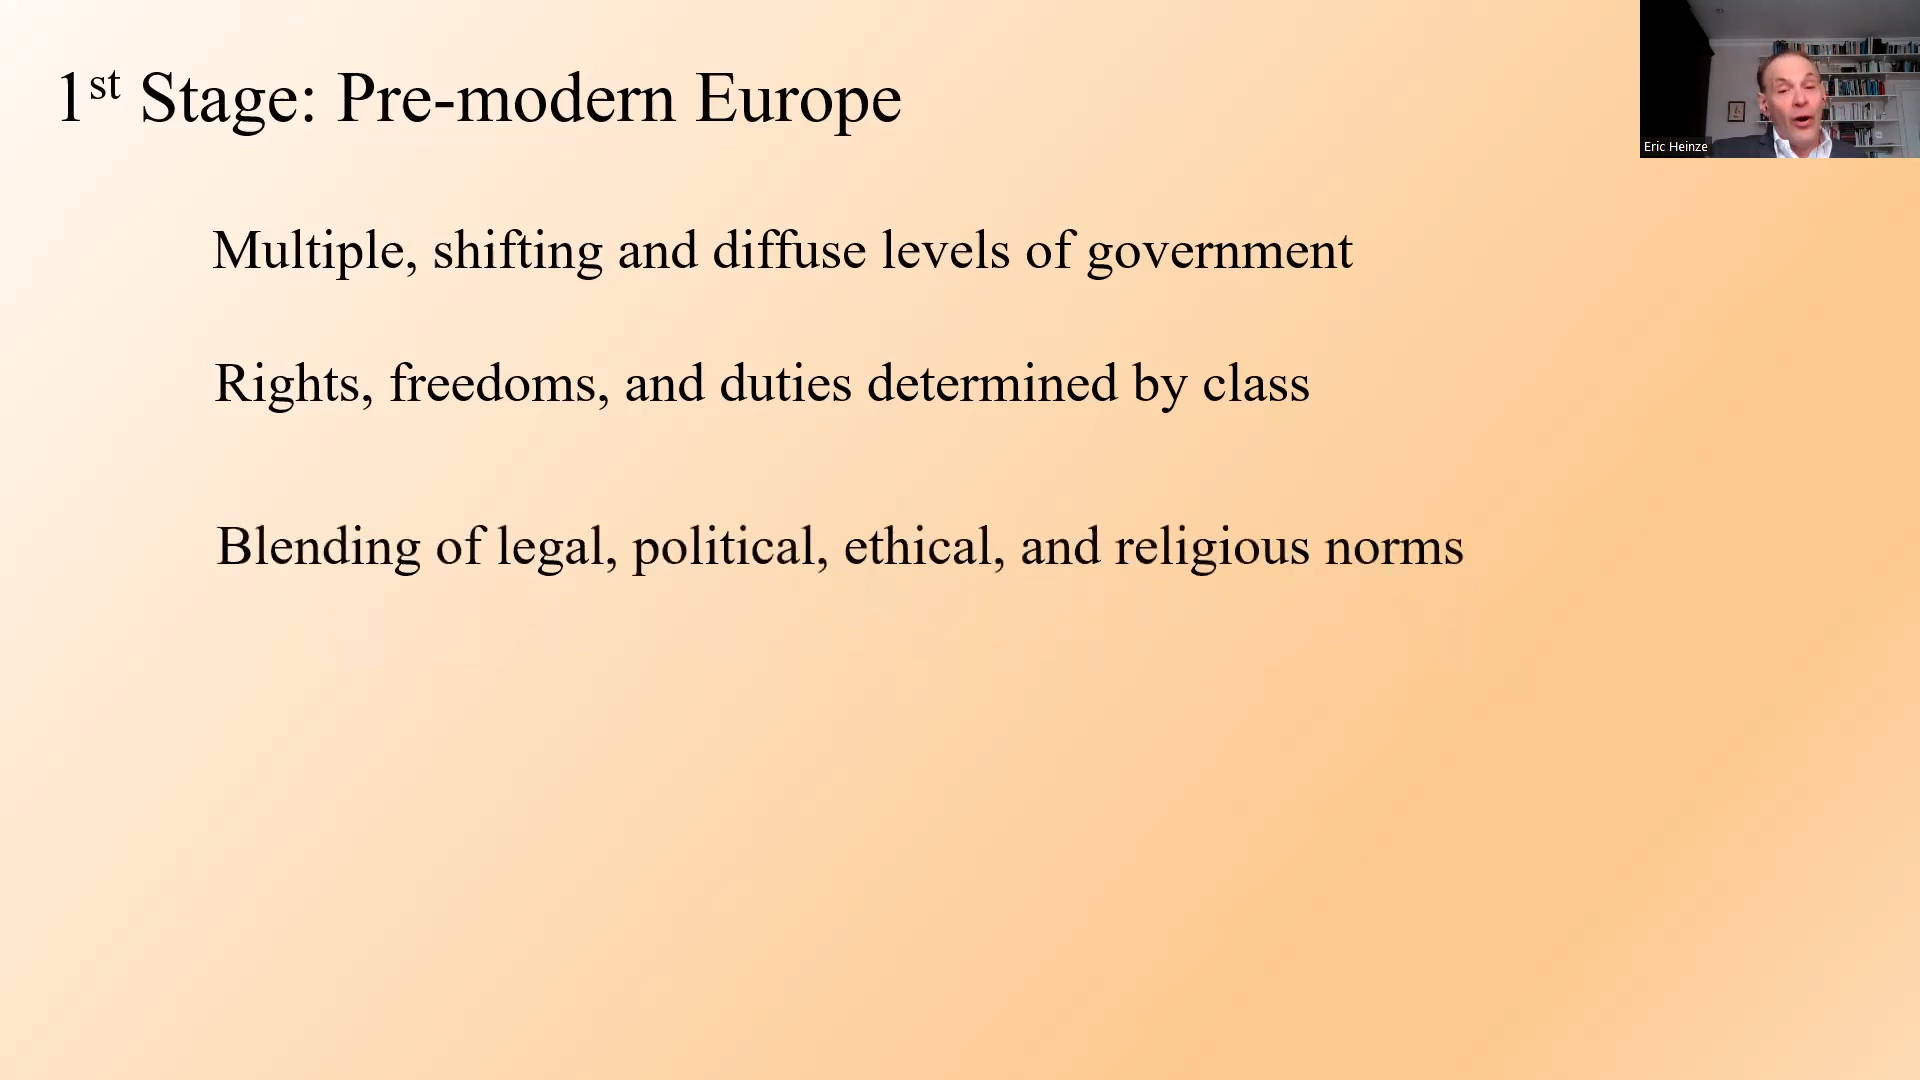 1st Stage: Pre-modern Europe
Eric Heinze
Multiple, shifting and diffuse levels of government
Rights, freedoms, and duties determined by class
Blending of legal, political, ethical, and religious norms